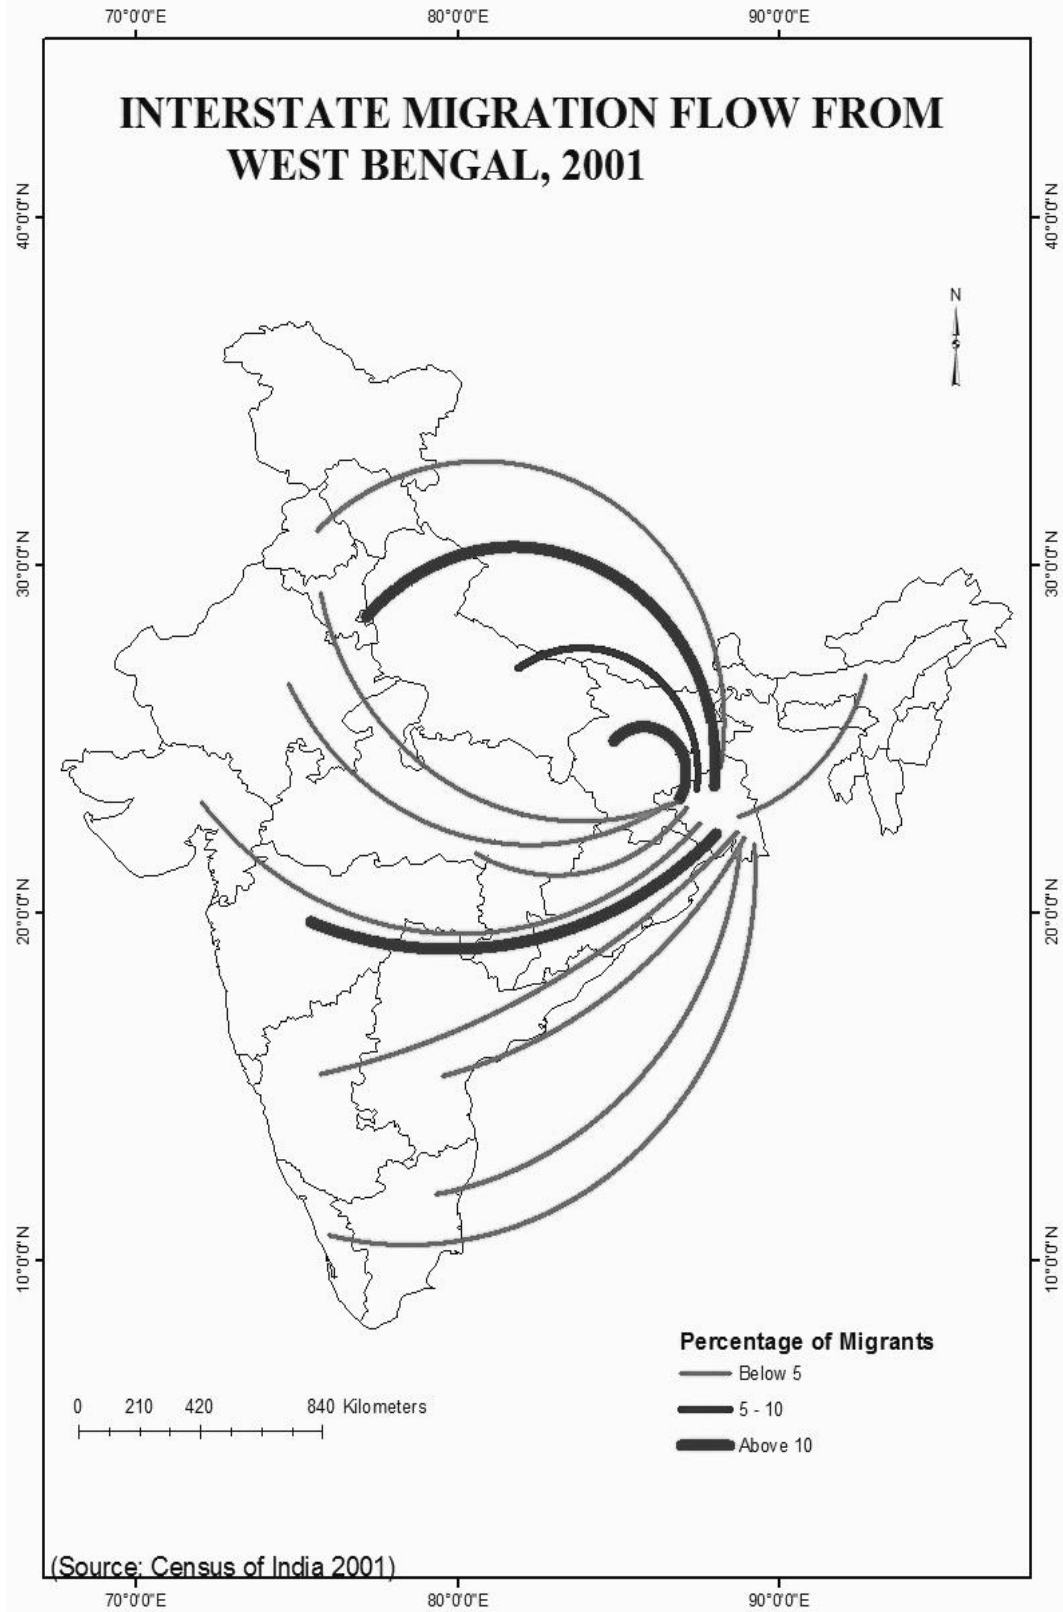 70°0'0"E 80°0'0"E 90°0'0"E
INTERSTATE MIGRATION FLOW FROM
WEST BENGAL, 2001
40°0'0"N 40°0'0"N
N
30°0'0"N 30°0'0"N
20°0'0"N 20°0'0"N
10°0'0"N 10°0'0"N
Percentage of Migrants
Below 5
5 - 10
Above 10
0 210 420 840 Kilometers
(Source: Census of India 2001)
70°0'0"E 80°0'0"E 90°0'0"E